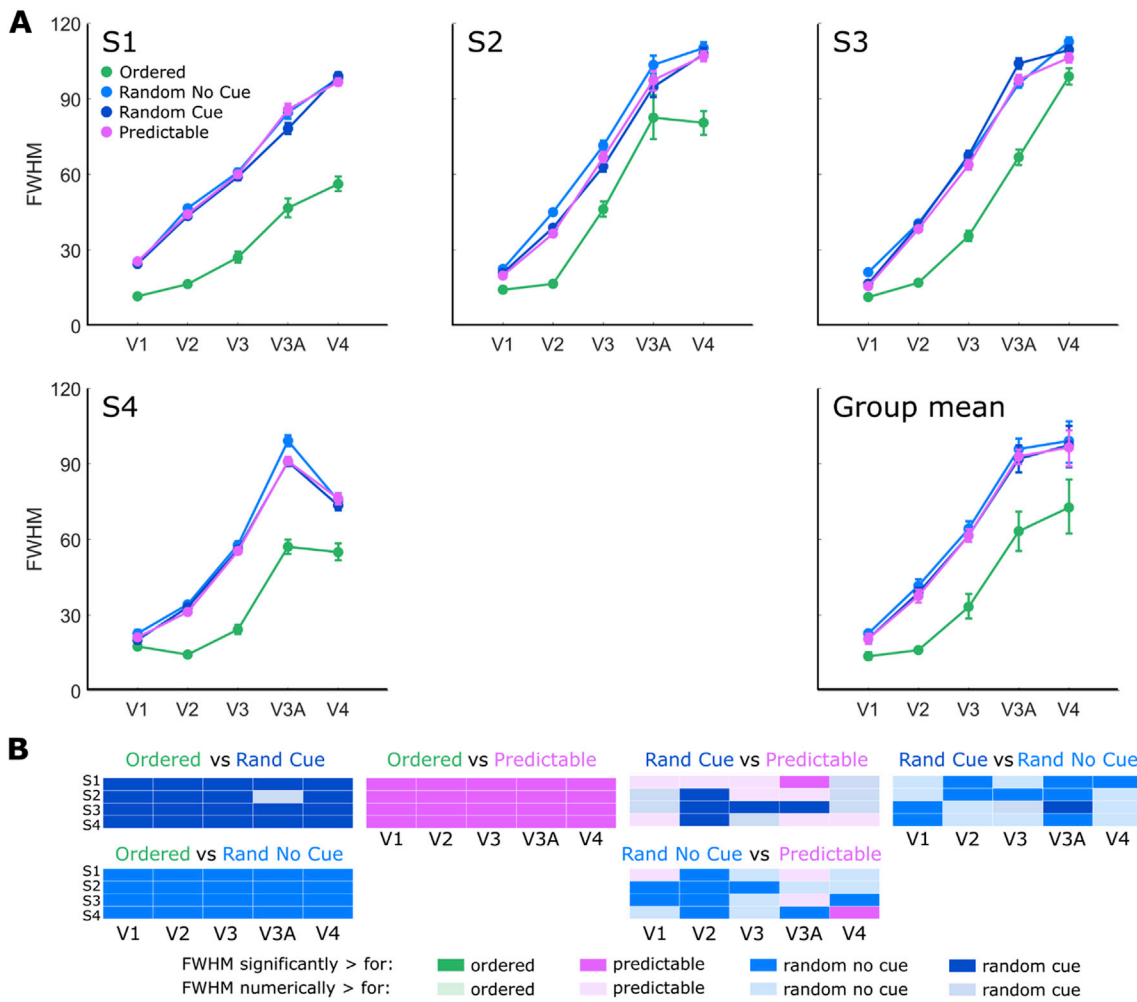 A
S1
S2
S3
Ordered
Random No Cue
Random Cue
Predictable
FWHM
120
90
60
30
0
V1 V2 V3 V3A V4
V1 V2 V3 V3A V4
V1 V2 V3 V3A V4
S4
Group mean
FWHM
120
90
60
30
0
120
90
60
30
0
V1 V2 V3 V3A V4
V1 V2 V3 V3A V4
B
Ordered vs Rand Cue
Ordered vs Predictable
Rand Cue vs Predictable
Rand Cue vs Rand No Cue
S1
S2
S3
S4
V1 V2 V3 V3A V4
V1 V2 V3 V3A V4
Ordered vs Rand No Cue
Rand No Cue vs Predictable
S1
S2
S3
S4
V1 V2 V3 V3A V4
V1 V2 V3 V3A V4
FWHM significantly > for: ordered predictable random no cue random cue
FWHM numerically > for: ordered predictable random no cue random cue